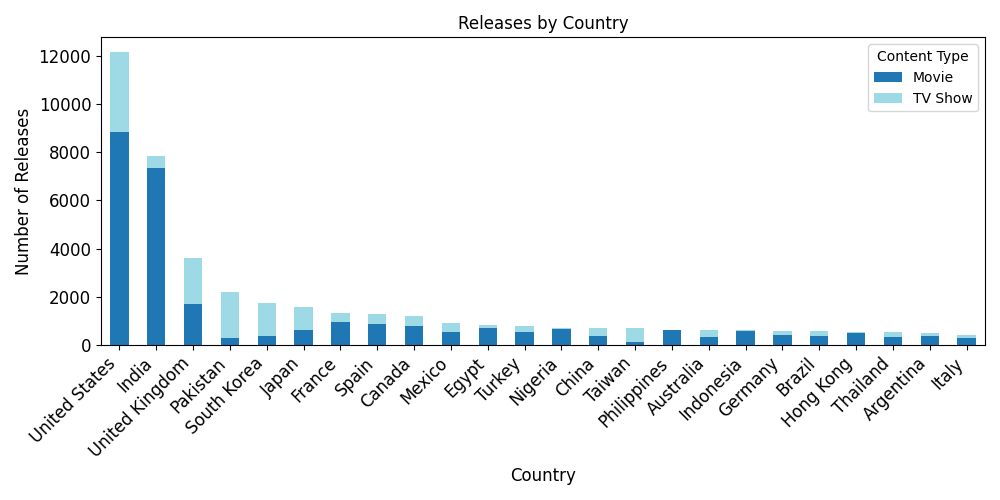 Releases by Country
Number of Releases
12000
10000
8000
6000
4000
2000
0
Content Type
Movie
TV Show
United States
India
United Kingdom
Pakistan
South Korea
Japan
France
Spain
Canada
Mexico
Egypt
Turkey
Nigeria
China
Taiwan
Philippines
Australia
Indonesia
Germany
Brazil
Hong Kong
Thailand
Argentina
Italy
Country